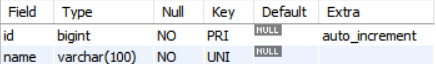 Field Type Null Key Default Extra
id bigint NO PRI NULL auto_increment
name varchar(100) NO UNI NULL